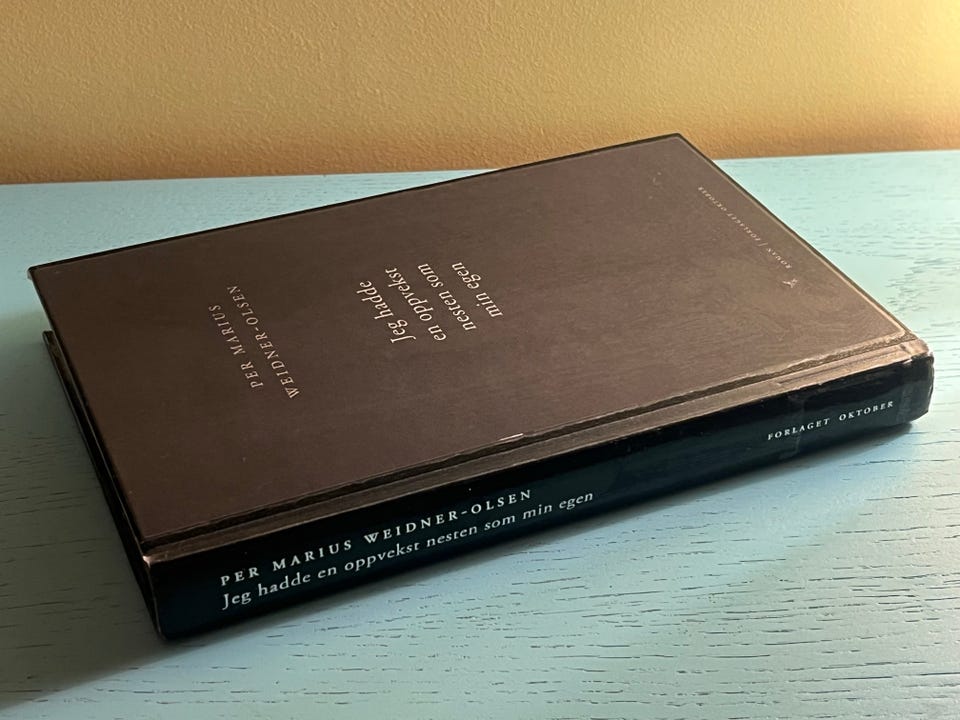 PER MARIUS
WEIDNER-OLSEN
Jeg hadde
en oppvekst
nesten som
min egen
ROMAN | FORLAGET OKTOBER
PER MARIUS WEIDNER-OLSEN
Jeg hadde en oppvekst nesten som min egen
FORLAGET OKTOBER